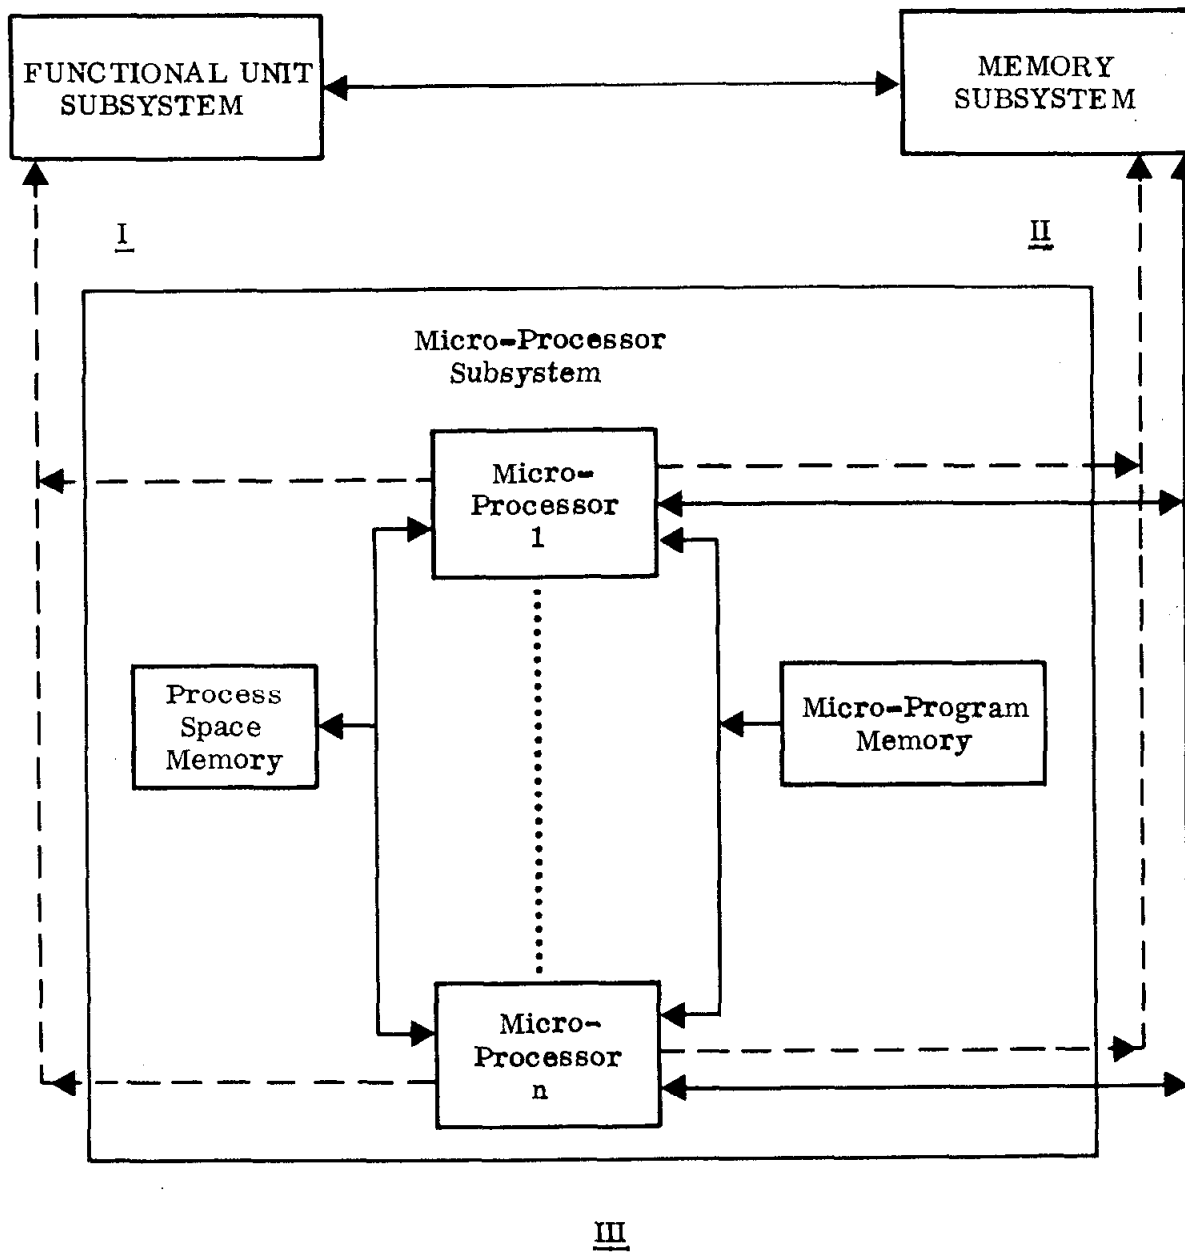 FUNCTIONAL UNIT
SUBSYSTEM
MEMORY
SUBSYSTEM
I
II
Micro-Processor
Subsystem
Micro-
Processor
1
Process
Space
Memory
Micro-Program
Memory
Micro-
Processor
n
III